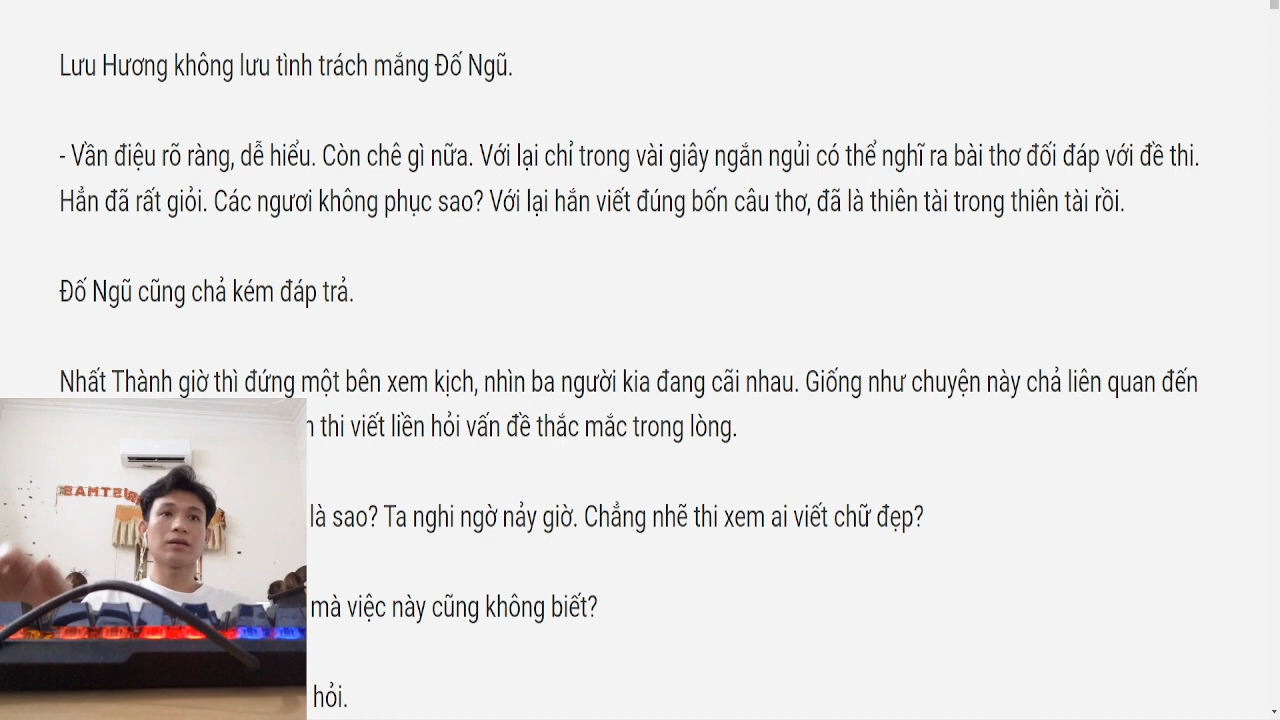 Lưu Hương không lưu tình trách mắng Đố Ngũ.
- Vần điệu rõ ràng, dễ hiểu. Còn chê gì nữa. Với lại chỉ trong vài giây ngắn ngủi có thể nghĩ ra bài thơ đối đáp với đề thi.
Hẳn đã rất giỏi. Các ngươi không phục sao? Với lại hắn viết đúng bốn câu thơ, đã là thiên tài trong thiên tài rồi.
Đố Ngũ cũng chả kém đáp trả.
Nhất Thành giờ thì đứng một bên xem kịch, nhìn ba người kia đang cãi nhau. Giống như chuyện này chả liên quan đến
thi viết liền hỏi vấn đề thắc mắc trong lòng.
là sao? Ta nghi ngờ nảy giờ. Chẳng nhẽ thi xem ai viết chữ đẹp?
mà việc này cũng không biết?
hỏi.